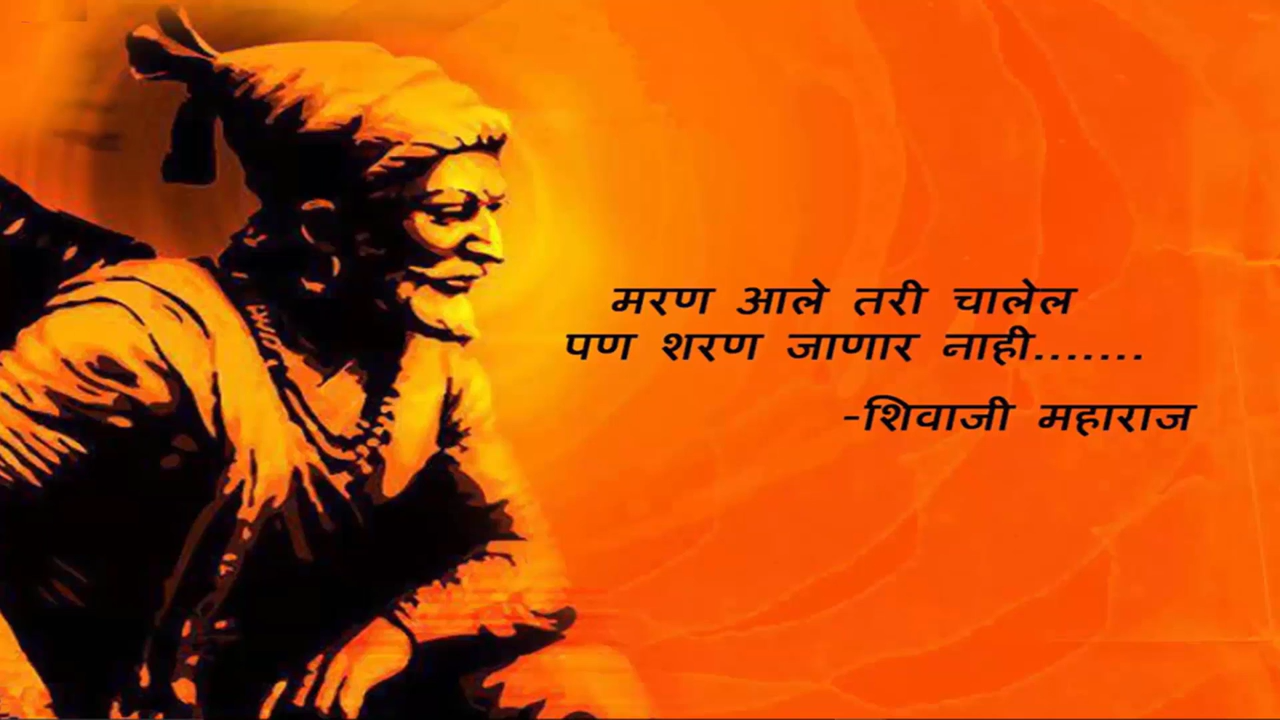 मरण आले तरी चालेल
पण शरण जाणार नाही.......
-शिवाजी महाराज